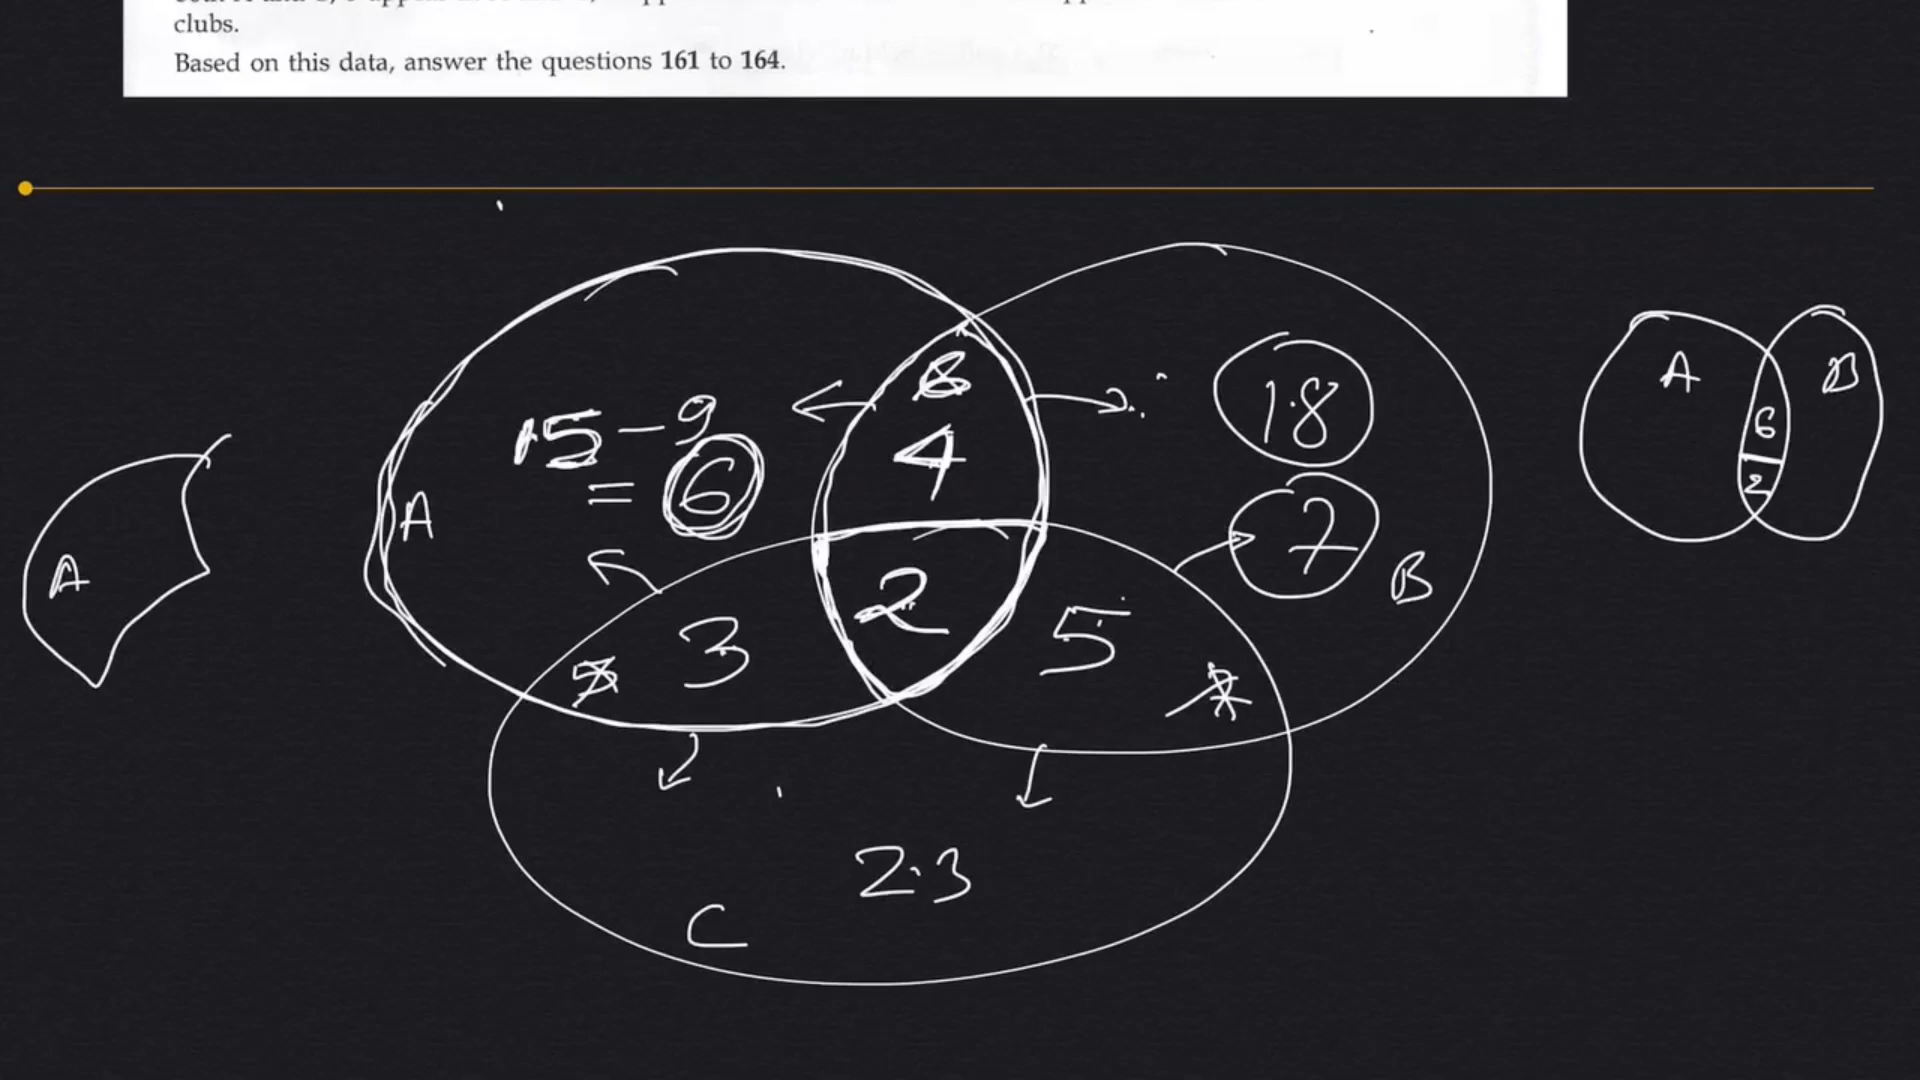 clubs.
Based on this data, answer the questions 161 to 164.
A
A
15 - 9
= 6
4
2
3
5
18
7
B
C
2.3
A
B
6
2